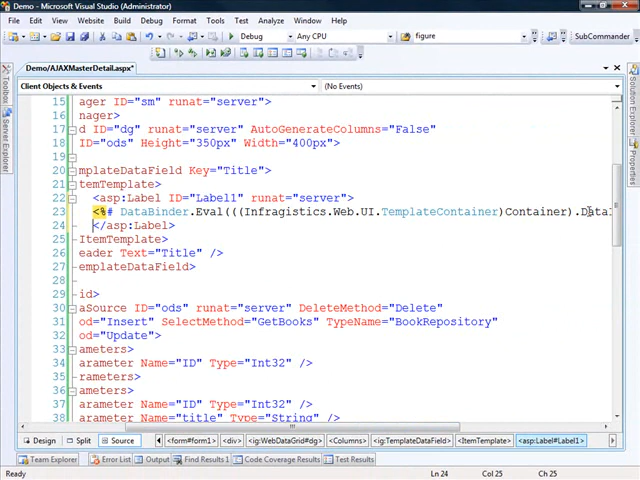 Demo - Microsoft Visual Studio (Administrator)
File Edit View Website Build Debug Format Tools Test Analyze Window Help
Debug Any CPU figure SubCommander
Demo/AJAXMasterDetail.aspx*
Client Objects & Events (No Events)
Toolbox
Server Explorer
Solution Explorer
Properties
15 ager ID="sm" runat="server">
16 nager>
17 d ID="dg" runat="server" AutoGenerateColumns="False"
18 ID="ods" Height="350px" Width="400px">
19
20 mplateDataField Key="Title">
21 temTemplate>
22 <asp:Label ID="Label1" runat="server">
23 <%# DataBinder.Eval(((Infragistics.Web.UI.TemplateContainer)Container).DataI
24 </asp:Label>
25 ItemTemplate>
26 eader Text="Title" />
27 emplateDataField>
28
29 id>
30 aSource ID="ods" runat="server" DeleteMethod="Delete"
31 od="Insert" SelectMethod="GetBooks" TypeName="BookRepository"
32 od="Update">
33 ameters>
34 arameter Name="ID" Type="Int32" />
35 rameters>
36 ameters>
37 arameter Name="ID" Type="Int32" />
38 arameter Name="title" Type="String" />
Design Split Source <form#form1> <div> <ig:WebDataGrid#dg> <Columns> <ig:TemplateDataField> <ItemTemplate> <asp:Label#Label1>
Team Explorer Error List Output Find Results 1 Code Coverage Results Test Results
Ready Ln 24 Col 25 Ch 25